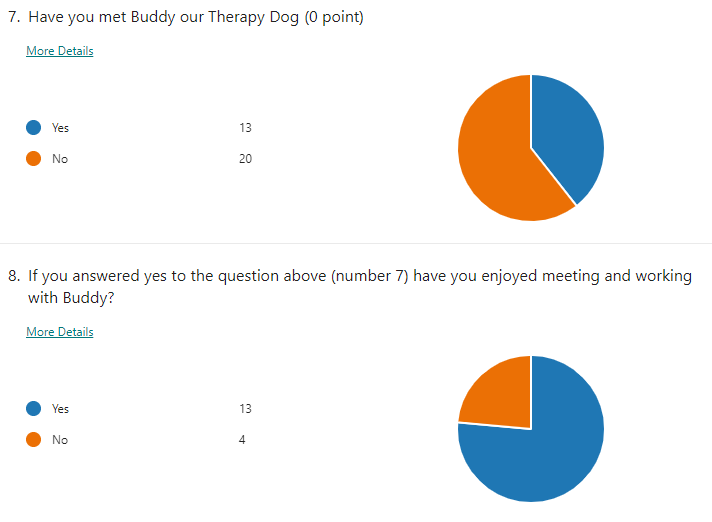 7. Have you met Buddy our Therapy Dog (0 point)
More Details
Yes 13
No 20
8. If you answered yes to the question above (number 7) have you enjoyed meeting and working
with Buddy?
More Details
Yes 13
No 4